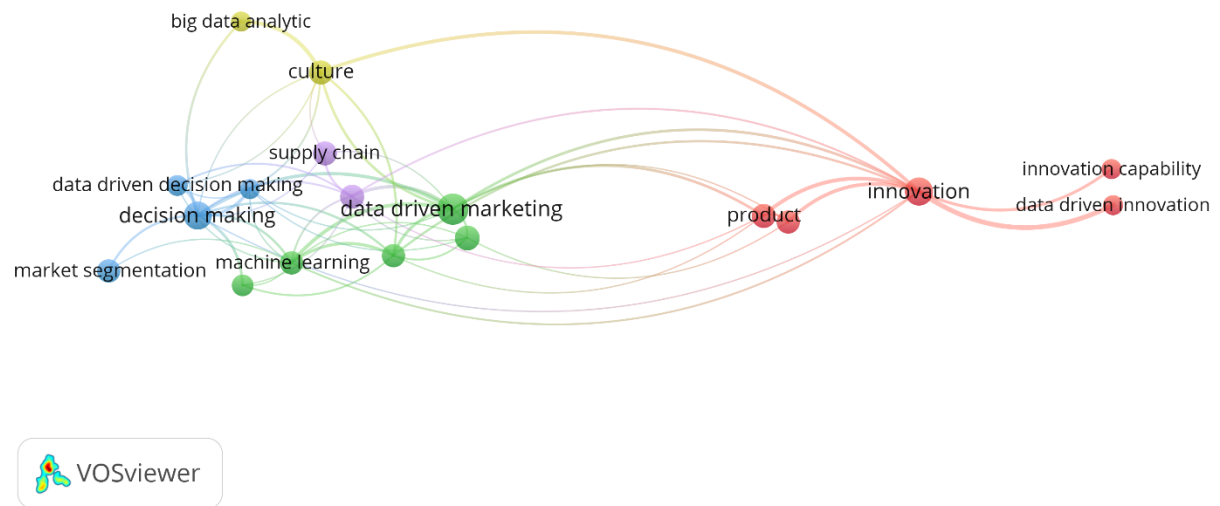 big data analytic
culture
supply chain
data driven decision making
decision making
data driven marketing
market segmentation
machine learning
product
innovation
innovation capability
data driven innovation
VOSviewer